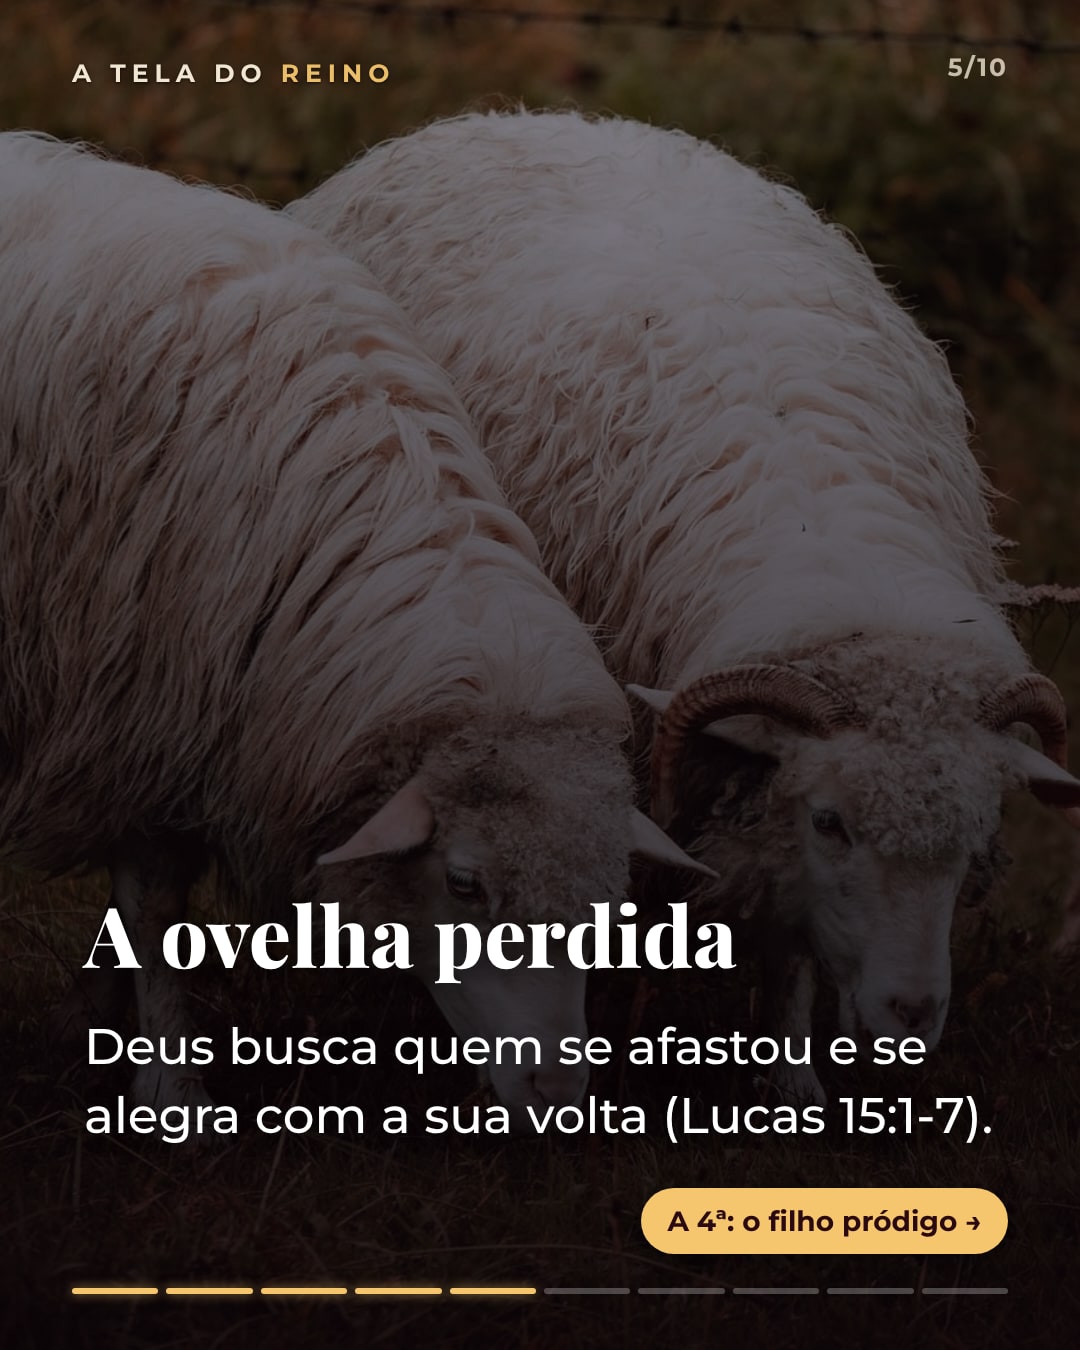 A TELA DO REINO
5/10
A ovelha perdida
Deus busca quem se afastou e se
alegra com a sua volta (Lucas 15:1-7).
A 4ª: o filho pródigo →